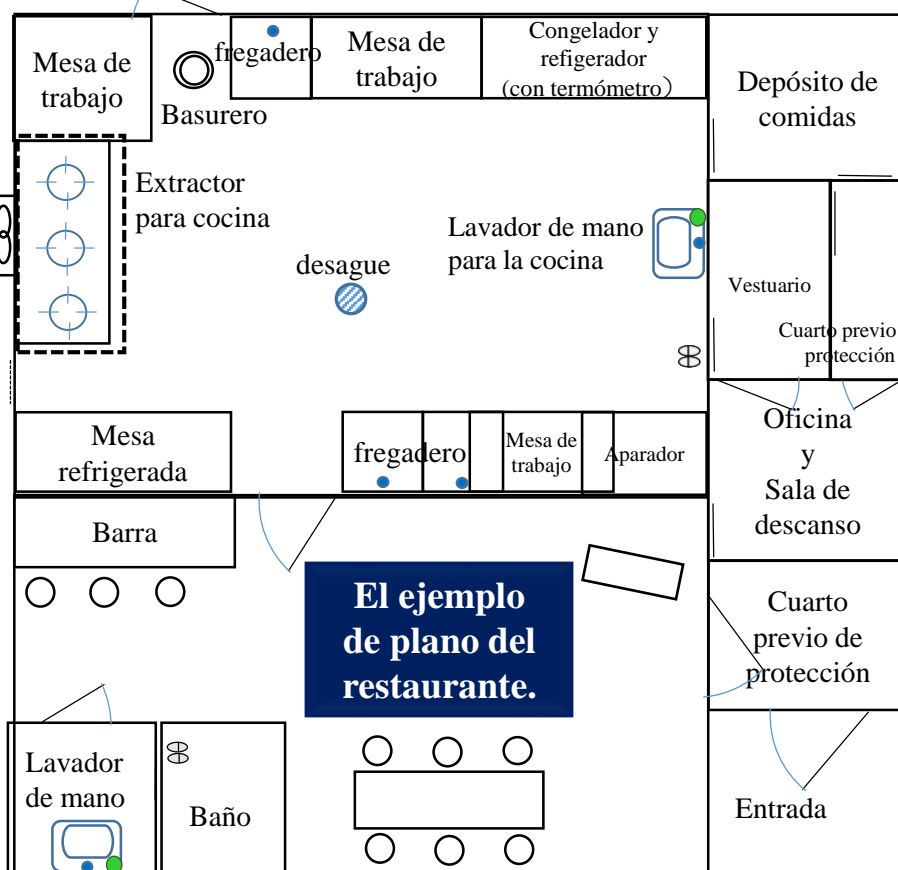 Mesa de
trabajo
Basurero
fregadero
Mesa de
trabajo
Congelador y
refigerador
(con termómetro）
Depósito de
comidas
Extractor
para cocina
desague
Lavador de mano
para la cocina
Vestuario
Cuarto previo
protección
Mesa
refrigerada
fregadero
Mesa de
trabajo
Aparador
Oficina
y
Sala de
descanso
Barra
El ejemplo
de plano del
restaurante.
Cuarto
previo de
protección
Lavador
de mano
Baño
Entrada